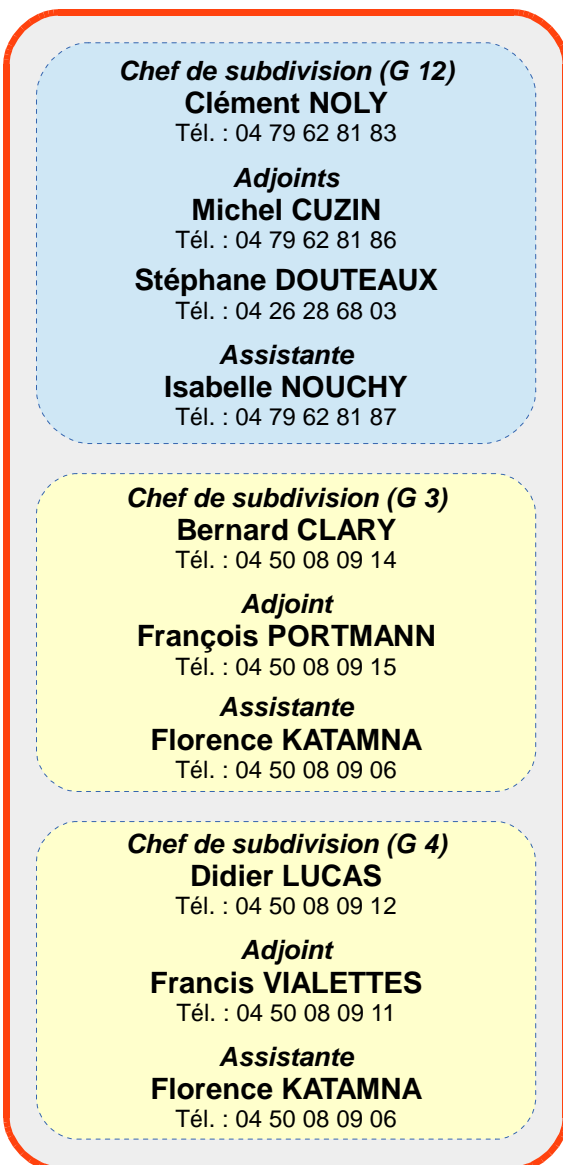 Chef de subdivision (G 12)
Clément NOLY
Tél. : 04 79 62 81 83
Adjoints
Michel CUZIN
Tél. : 04 79 62 81 86
Stéphane DOUTEAUX
Tél. : 04 26 28 68 03
Assistante
Isabelle NOUCHY
Tél. : 04 79 62 81 87
Chef de subdivision (G 3)
Bernard CLARY
Tél. : 04 50 08 09 14
Adjoint
François PORTMANN
Tél. : 04 50 08 09 15
Assistante
Florence KATAMNA
Tél. : 04 50 08 09 06
Chef de subdivision (G 4)
Didier LUCAS
Tél. : 04 50 08 09 12
Adjoint
Francis VIALETTES
Tél. : 04 50 08 09 11
Assistante
Florence KATAMNA
Tél. : 04 50 08 09 06